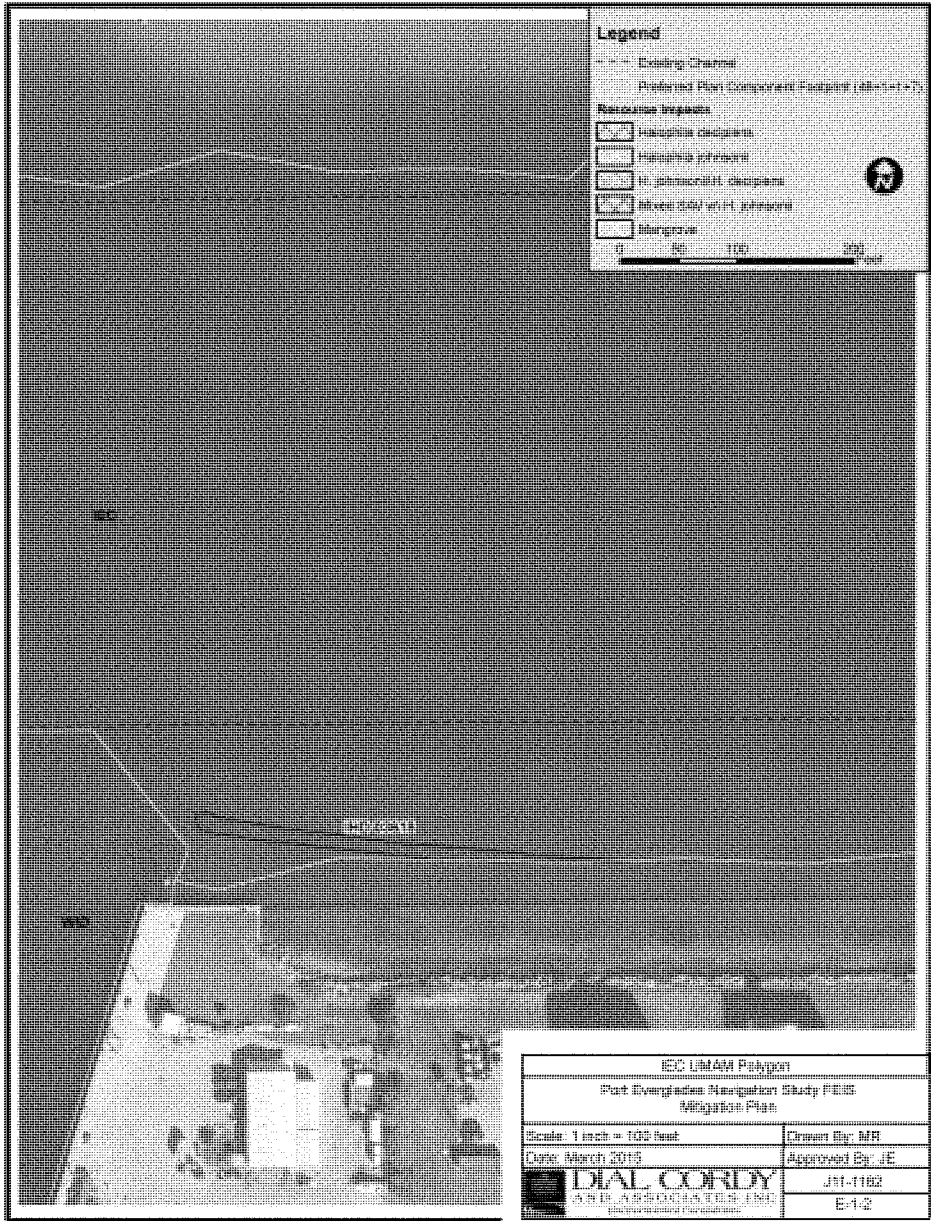 Legend
Existing Channel
Preferred Plan Component Footprint
Resource Impacts
Halophila decipiens
Halophila johnsonii
H. johnsonii/H. decipiens
Mixed SAV w/ H. johnsonii
Mangrove
N
0 50 100 200
Feet
IEC
IEC UMAM Polygon
Port Everglades Navigation Study FEIS
Mitigation Plan
Scale: 1 inch = 100 feet
Drawn By: MR
Date: March 2015
Approved By: JE
DIAL CORDY
AND ASSOCIATES INC
J11-1182
E-1-2